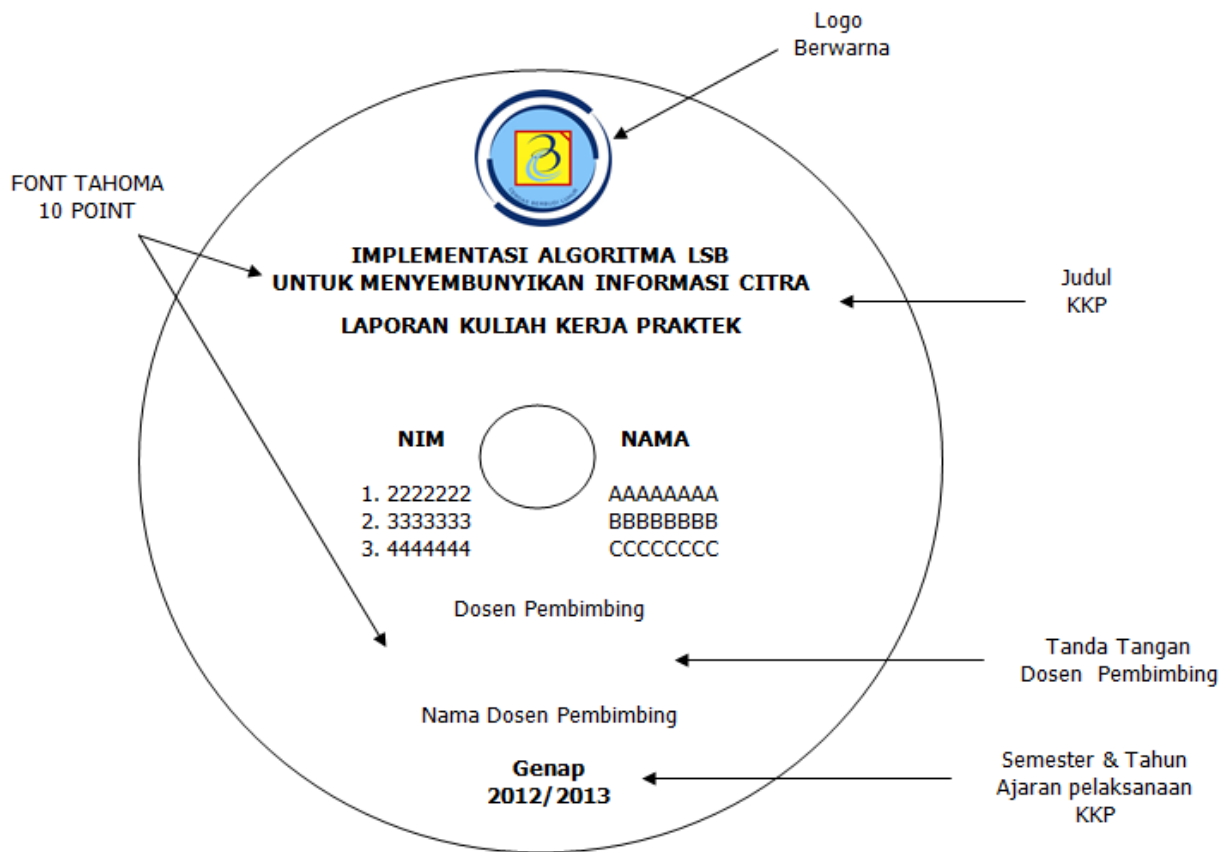 Logo
Berwarna
FONT TAHOMA
10 POINT
IMPLEMENTASI ALGORITMA LSB
UNTUK MENYEMBUNYIKAN INFORMASI CITRA
LAPORAN KULIAH KERJA PRAKTEK
Judul
KKP
NIM NAMA
1. 2222222 AAAAAAAA
2. 3333333 BBBBBBBB
3. 4444444 CCCCCCCC
Dosen Pembimbing
Tanda Tangan
Dosen Pembimbing
Nama Dosen Pembimbing
Genap
2012/2013
Semester & Tahun
Ajaran pelaksanaan
KKP